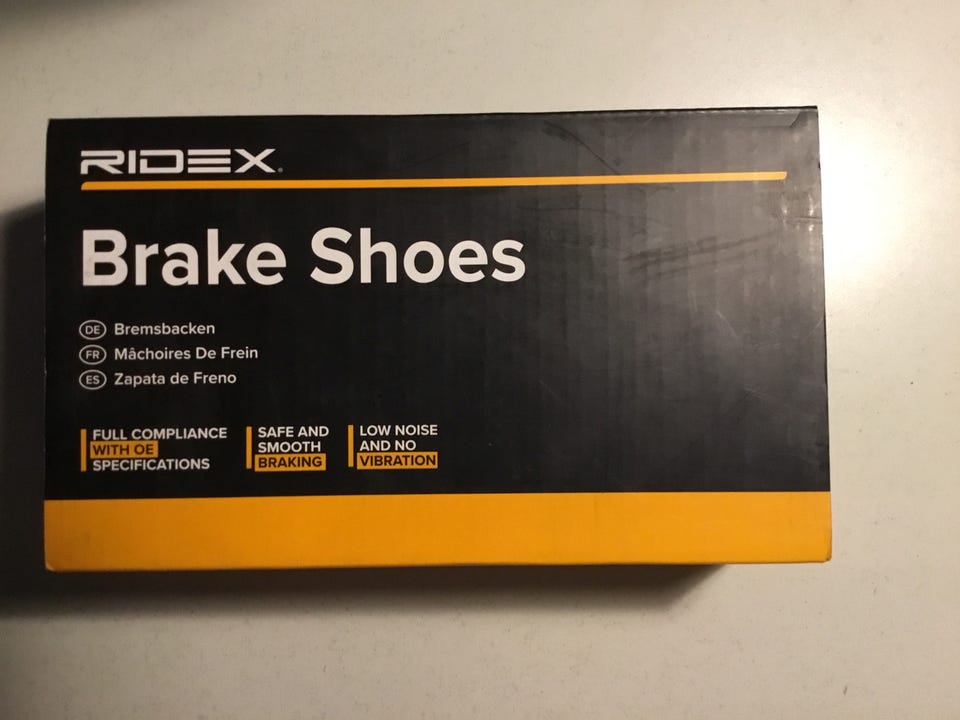 RIDEX
Brake Shoes
DE Bremsbacken
FR Mâchoires De Frein
ES Zapata de Freno
FULL COMPLIANCE
WITH OE
SPECIFICATIONS
SAFE AND
SMOOTH
BRAKING
LOW NOISE
AND NO
VIBRATION